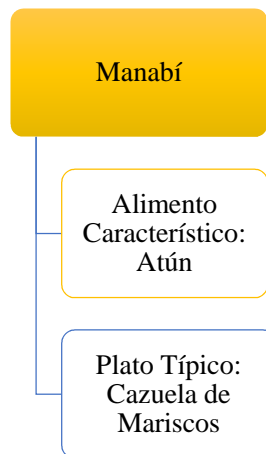 Manabí
Alimento
Característico:
Atún
Plato Típico:
Cazuela de
Mariscos